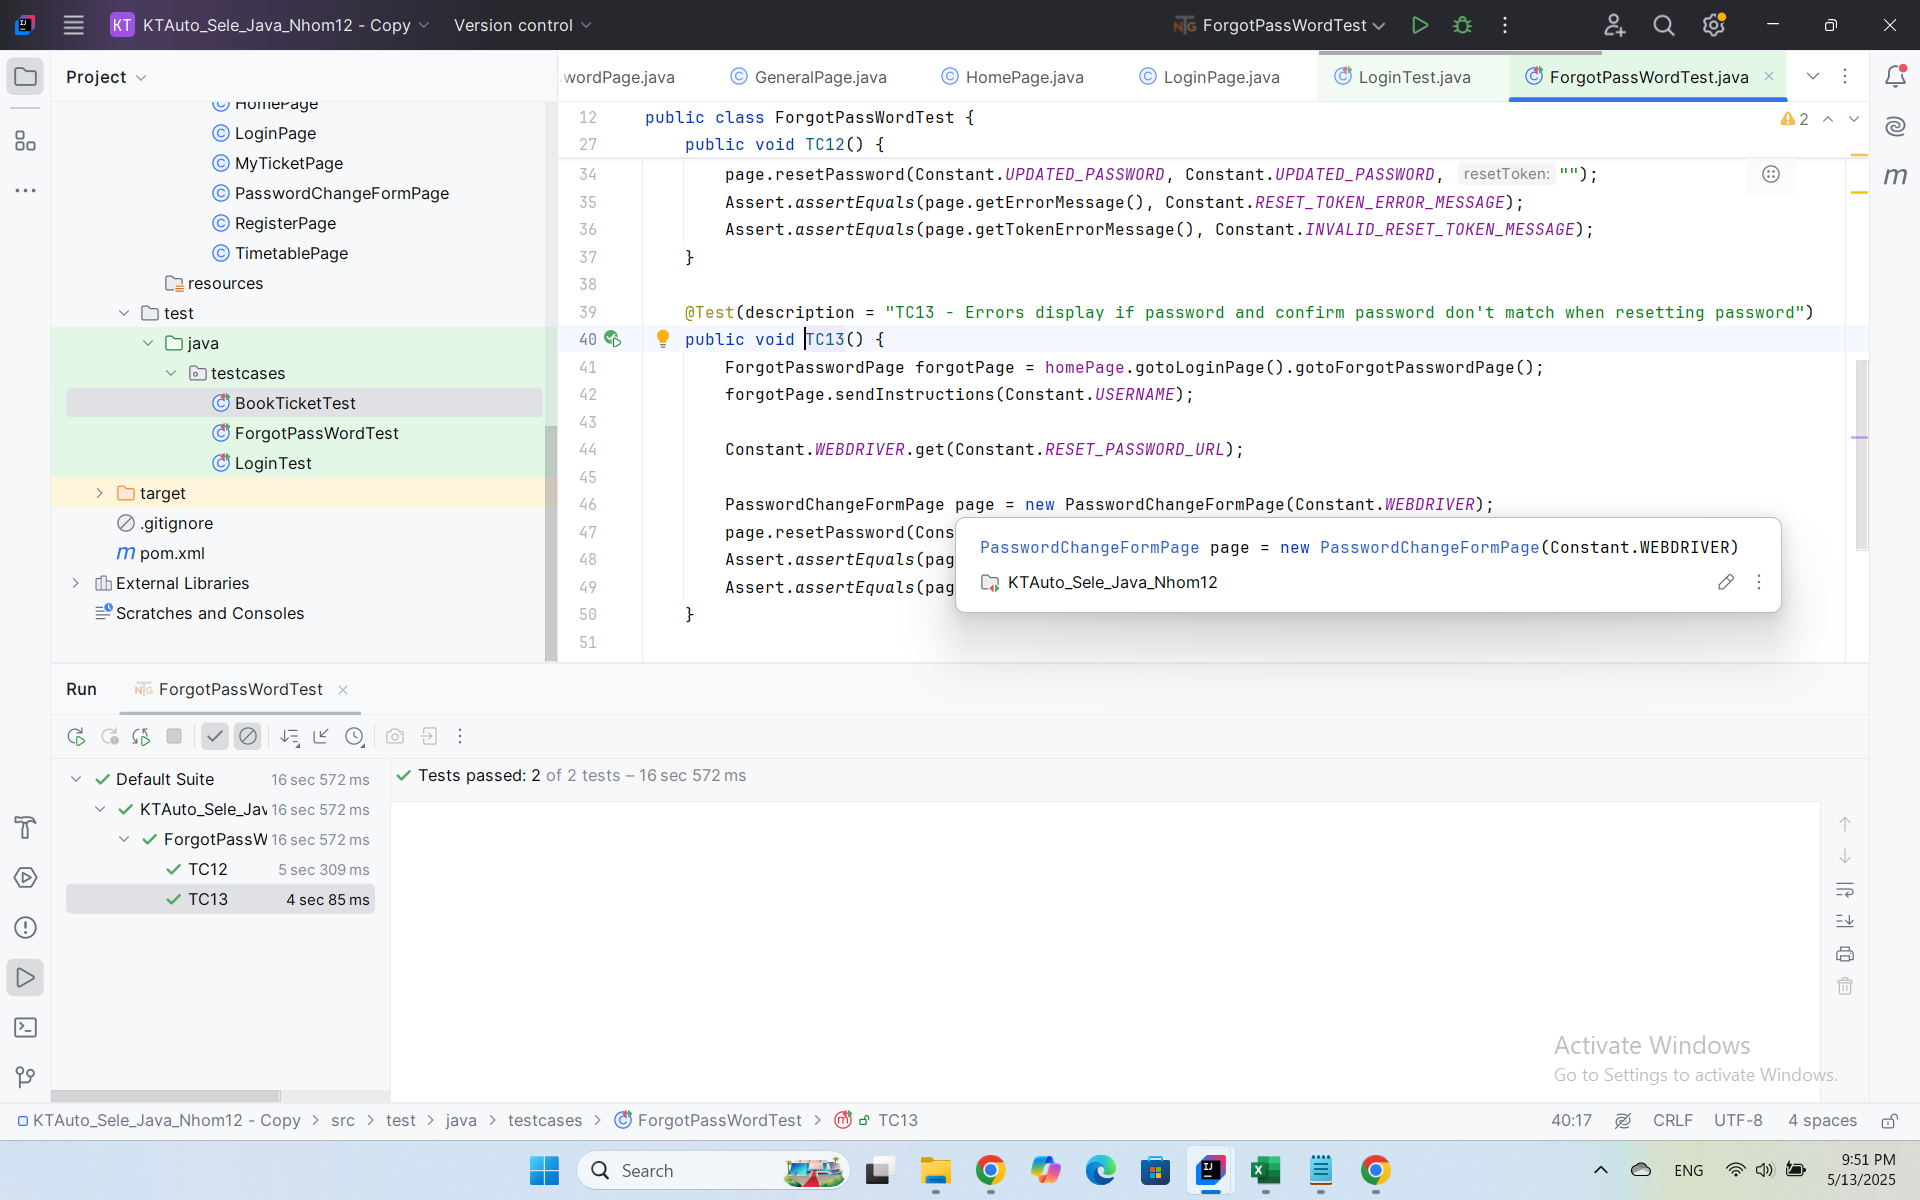 KT KTAuto_Sele_Java_Nhom12 - Copy Version control ForgotPassWordTest
Project
wordPage.java GeneralPage.java HomePage.java LoginPage.java LoginTest.java ForgotPassWordTest.java
HomePage
LoginPage
MyTicketPage
PasswordChangeFormPage
RegisterPage
TimetablePage
resources
test
java
testcases
BookTicketTest
ForgotPassWordTest
LoginTest
target
.gitignore
m pom.xml
External Libraries
Scratches and Consoles
12 public class ForgotPassWordTest {
2
27 public void TC12() {
34 page.resetPassword(Constant.UPDATED_PASSWORD, Constant.UPDATED_PASSWORD, resetToken: "");
35 Assert.assertEquals(page.getErrorMessage(), Constant.RESET_TOKEN_ERROR_MESSAGE);
36 Assert.assertEquals(page.getTokenErrorMessage(), Constant.INVALID_RESET_TOKEN_MESSAGE);
37 }
38
39 @Test(description = "TC13 - Errors display if password and confirm password don't match when resetting password")
40 public void TC13() {
41 ForgotPasswordPage forgotPage = homePage.gotoLoginPage().gotoForgotPasswordPage();
42 forgotPage.sendInstructions(Constant.USERNAME);
43
44 Constant.WEBDRIVER.get(Constant.RESET_PASSWORD_URL);
45
46 PasswordChangeFormPage page = new PasswordChangeFormPage(Constant.WEBDRIVER);
47 page.resetPassword(Cons
48 Assert.assertEquals(pag
49 Assert.assertEquals(pag
50 }
51
PasswordChangeFormPage page = new PasswordChangeFormPage(Constant.WEBDRIVER)
KTAuto_Sele_Java_Nhom12
m
Run ForgotPassWordTest
Default Suite 16 sec 572 ms
KTAuto_Sele_Jav 16 sec 572 ms
ForgotPassW 16 sec 572 ms
TC12 5 sec 309 ms
TC13 4 sec 85 ms
Tests passed: 2 of 2 tests – 16 sec 572 ms
Activate Windows
Go to Settings to activate Windows.
KTAuto_Sele_Java_Nhom12 - Copy > src > test > java > testcases > ForgotPassWordTest > TC13
40:17 CRLF UTF-8 4 spaces
Search
ENG
9:51 PM
5/13/2025